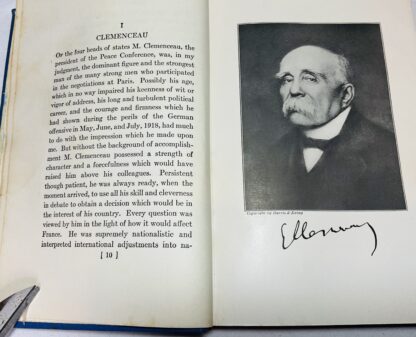 I
CLEMENCEAU
OF the four heads of states M. Clemenceau, the
president of the Peace Conference, was, in my
judgment, the dominant figure and the strongest
man of the many strong men who participated
in the negotiations at Paris. Possibly his age,
which in no way impaired his keenness of wit or
vigor of address, his long and turbulent political
career, and the courage and firmness which he
had shown during the perils of the German
offensive in May, June, and July, 1918, had much
to do with the impression which he made upon
me. But without the background of accomplish-
ment M. Clemenceau possessed a strength of
character and a forcefulness which would have
raised him above his colleagues. Persistent
though patient, he was always ready, when the
moment arrived, to use all his skill and cleverness
in debate to obtain a decision which would be in
the interest of his country. Every question was
viewed by him in the light of how it would affect
France. He was supremely nationalistic and
interpreted international adjustments into na-
[ 10 ]
Copyright by Harris & Ewing